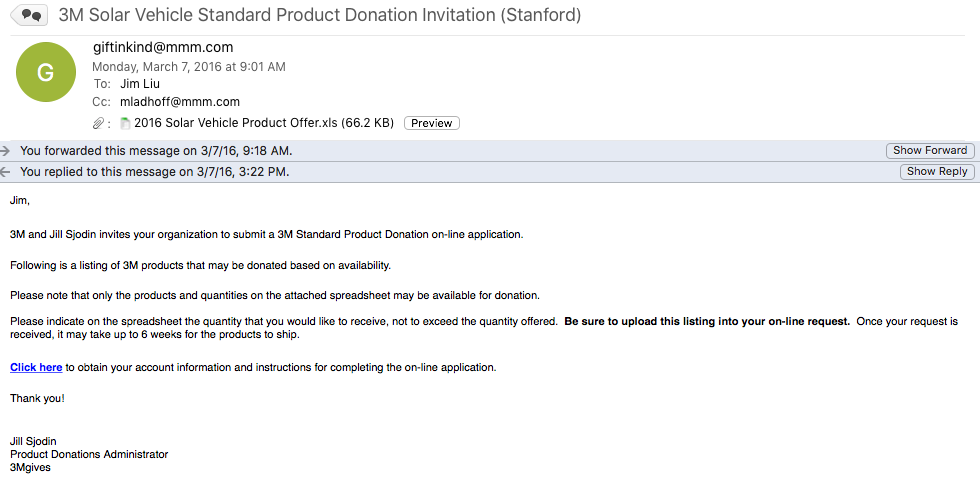 3M Solar Vehicle Standard Product Donation Invitation (Stanford)
G
giftinkind@mmm.com
Monday, March 7, 2016 at 9:01 AM
To: Jim Liu
Cc: mladhoff@mmm.com
: 2016 Solar Vehicle Product Offer.xls (66.2 KB) Preview
You forwarded this message on 3/7/16, 9:18 AM. Show Forward
You replied to this message on 3/7/16, 3:22 PM. Show Reply
Jim,
3M and Jill Sjodin invites your organization to submit a 3M Standard Product Donation on-line application.
Following is a listing of 3M products that may be donated based on availability.
Please note that only the products and quantities on the attached spreadsheet may be available for donation.
Please indicate on the spreadsheet the quantity that you would like to receive, not to exceed the quantity offered. Be sure to upload this listing into your on-line request. Once your request is
received, it may take up to 6 weeks for the products to ship.
Click here to obtain your account information and instructions for completing the on-line application.
Thank you!
Jill Sjodin
Product Donations Administrator
3Mgives